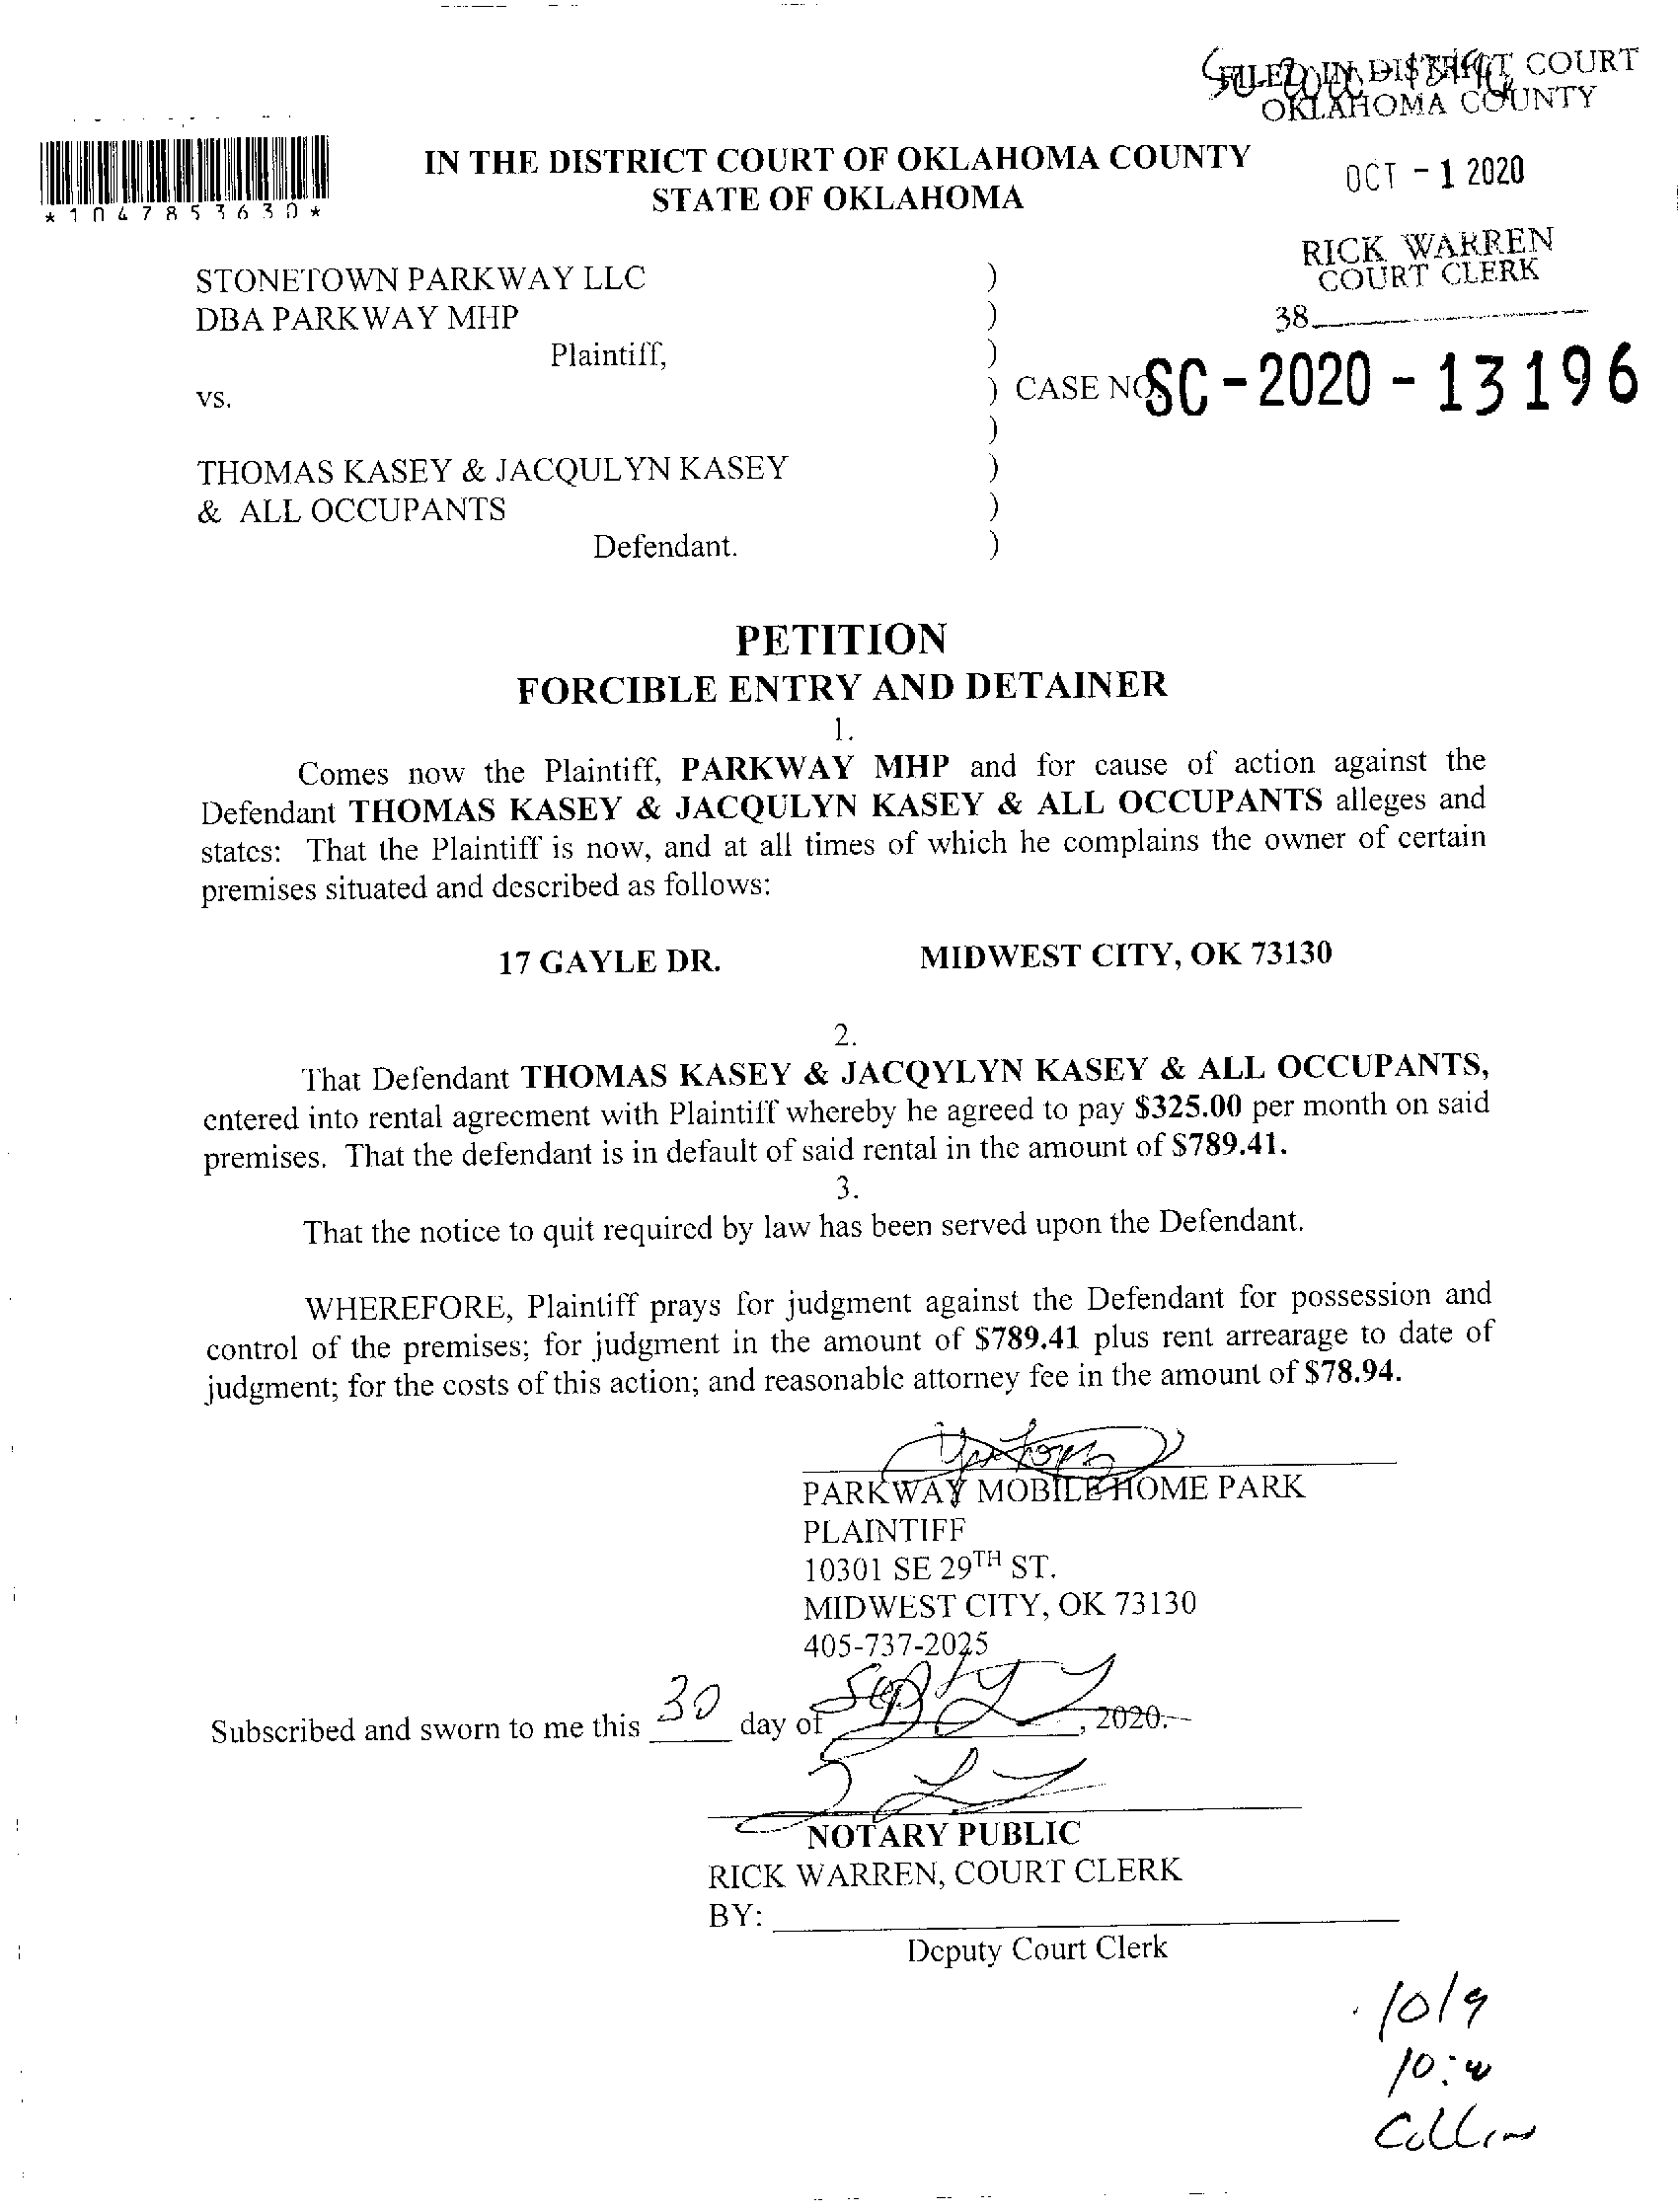 FILED IN DISTRICT COURT
OKLAHOMA COUNTY
*1047853630*
IN THE DISTRICT COURT OF OKLAHOMA COUNTY
STATE OF OKLAHOMA
OCT - 1 2020
RICK WARREN
COURT CLERK
38
STONETOWN PARKWAY LLC )
DBA PARKWAY MHP )
Plaintiff, )
vs. ) CASE NO. SC - 2020 - 13196
)
THOMAS KASEY & JACQULYN KASEY )
& ALL OCCUPANTS )
Defendant. )
PETITION
FORCIBLE ENTRY AND DETAINER
1.
Comes now the Plaintiff, PARKWAY MHP and for cause of action against the
Defendant THOMAS KASEY & JACQULYN KASEY & ALL OCCUPANTS alleges and
states: That the Plaintiff is now, and at all times of which he complains the owner of certain
premises situated and described as follows:
17 GAYLE DR. MIDWEST CITY, OK 73130
2.
That Defendant THOMAS KASEY & JACQYLYN KASEY & ALL OCCUPANTS,
entered into rental agreement with Plaintiff whereby he agreed to pay $325.00 per month on said
premises. That the defendant is in default of said rental in the amount of $789.41.
3.
That the notice to quit required by law has been served upon the Defendant.
WHEREFORE, Plaintiff prays for judgment against the Defendant for possession and
control of the premises; for judgment in the amount of $789.41 plus rent arrearage to date of
judgment; for the costs of this action; and reasonable attorney fee in the amount of $78.94.
PARKWAY MOBILE HOME PARK
PLAINTIFF
10301 SE 29TH ST.
MIDWEST CITY, OK 73130
405-737-2025
Subscribed and sworn to me this 30 day of Sept, 2020.
NOTARY PUBLIC
RICK WARREN, COURT CLERK
BY:
Deputy Court Clerk
10/9
Collin